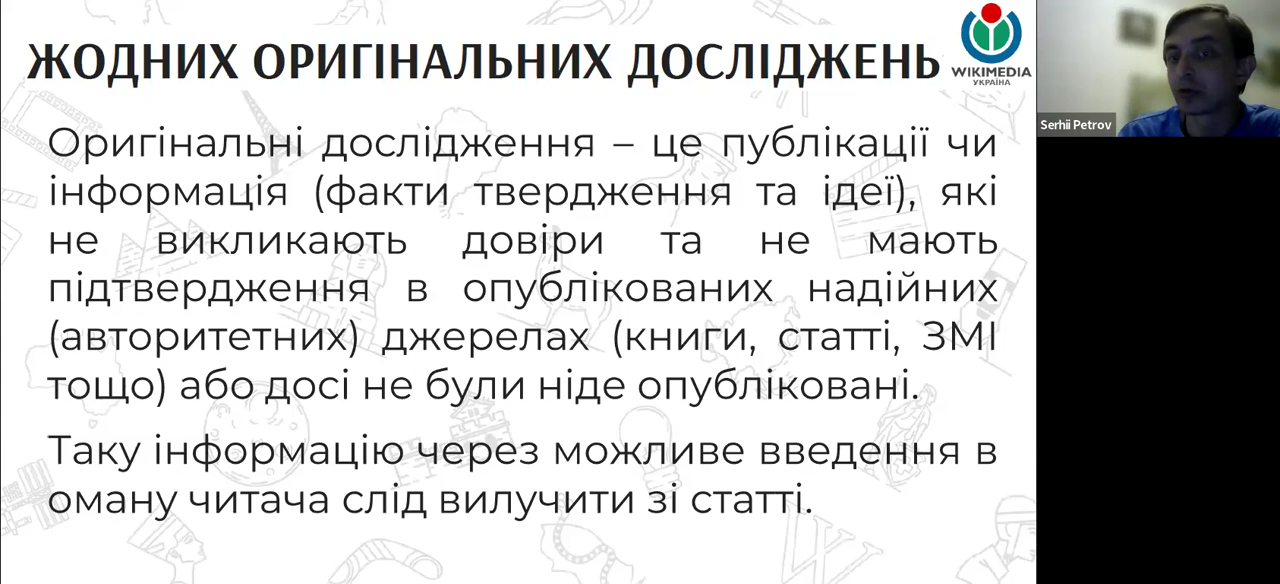 ЖОДНИХ ОРИГІНАЛЬНИХ ДОСЛІДЖЕНЬ
WIKIMEDIA
УКРАЇНА
Serhii Petrov
Оригінальні дослідження – це публікації чи
інформація (факти твердження та ідеї), які
не викликають довіри та не мають
підтвердження в опублікованих надійних
(авторитетних) джерелах (книги, статті, ЗМІ
тощо) або досі не були ніде опубліковані.
Таку інформацію через можливе введення в
оману читача слід вилучити зі статті.